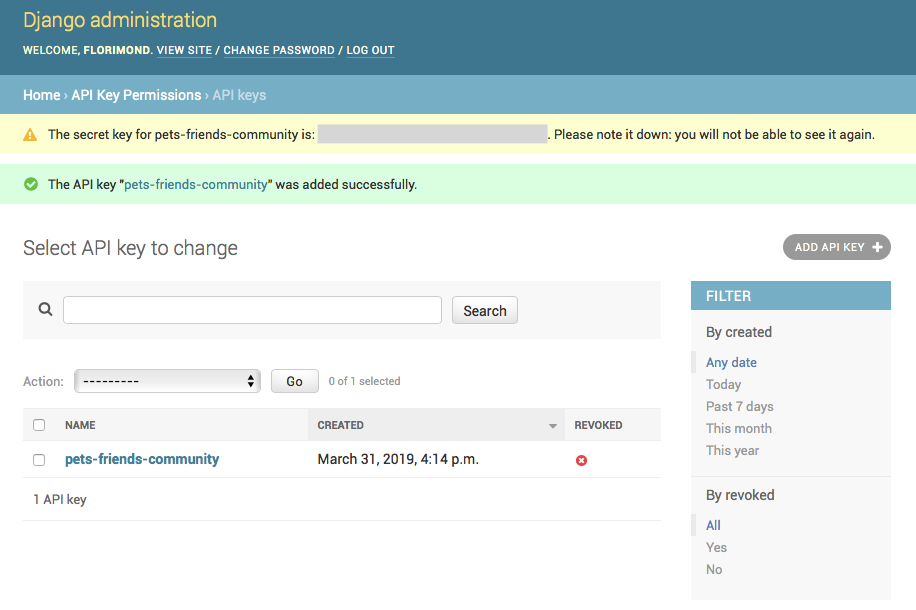 Django administration
WELCOME, FLORIMOND. VIEW SITE / CHANGE PASSWORD / LOG OUT
Home › API Key Permissions › API keys
The secret key for pets-friends-community is: . Please note it down: you will not be able to see it again.
The API key "pets-friends-community" was added successfully.
Select API key to change
ADD API KEY +
Search
FILTER
By created
Any date
Today
Past 7 days
This month
This year
By revoked
All
Yes
No
Action: --------- Go 0 of 1 selected
NAME CREATED REVOKED
pets-friends-community March 31, 2019, 4:14 p.m.
1 API key